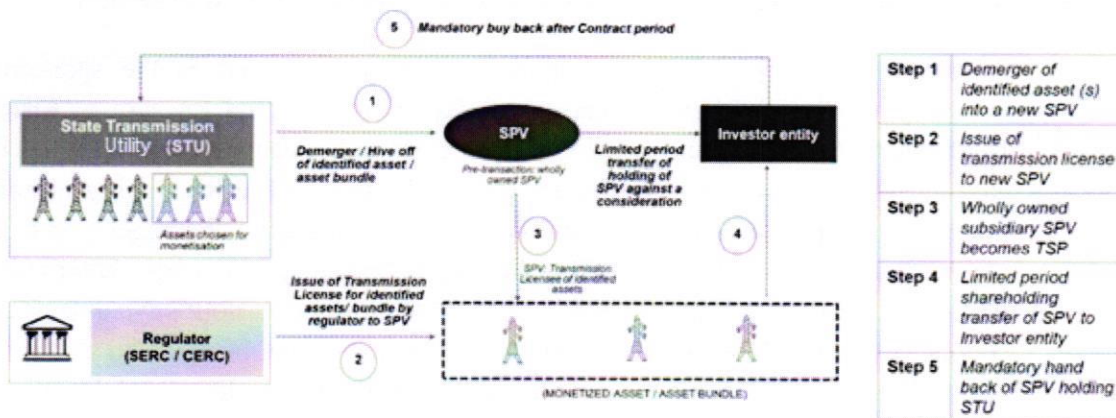 5 Mandatory buy back after Contract period
State Transmission
Utility (STU)
Assets chosen for
monetisation
1
Demerger / Hive off
of identified asset /
asset bundle
SPV
Pre-transaction: wholly
owned SPV
Limited period
transfer of
holding of
SPV against a
consideration
Investor entity
3
SPV: Transmission
Licensee of identified
assets
4
Regulator
(SERC / CERC)
Issue of Transmission
License for identified
assets/ bundle by
regulator to SPV
2
(MONETIZED ASSET / ASSET BUNDLE)
Step 1 Demerger of
identified asset (s)
into a new SPV
Step 2 Issue of
transmission license
to new SPV
Step 3 Wholly owned
subsidiary SPV
becomes TSP
Step 4 Limited period
shareholding
transfer of SPV to
Investor entity
Step 5 Mandatory hand
back of SPV holding
STU